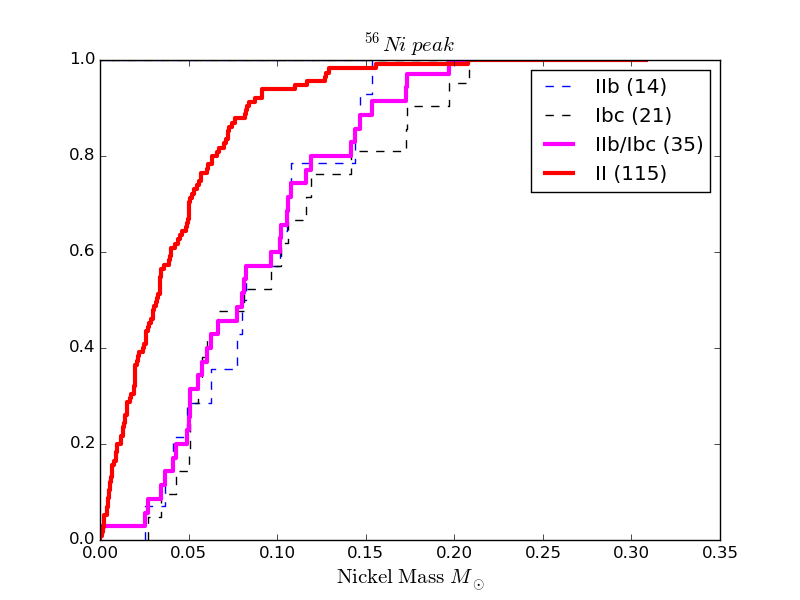 ⁵⁶Ni peak
1.0
0.8
0.6
0.4
0.2
0.0
0.00 0.05 0.10 0.15 0.20 0.25 0.30 0.35
Nickel Mass M⊙
IIb (14)
Ibc (21)
IIb/Ibc (35)
II (115)